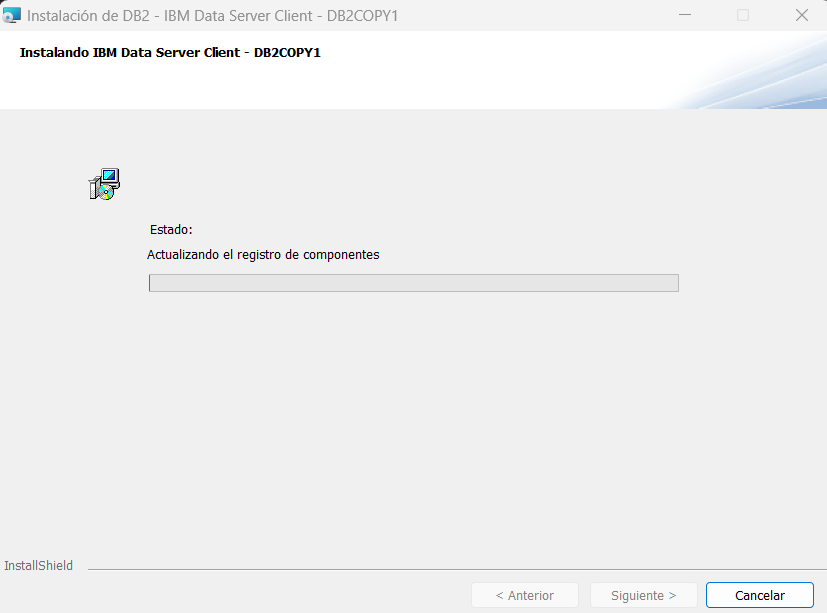 Instalación de DB2 - IBM Data Server Client - DB2COPY1
Instalando IBM Data Server Client - DB2COPY1
Estado:
Actualizando el registro de componentes
InstallShield
< Anterior
Siguiente >
Cancelar